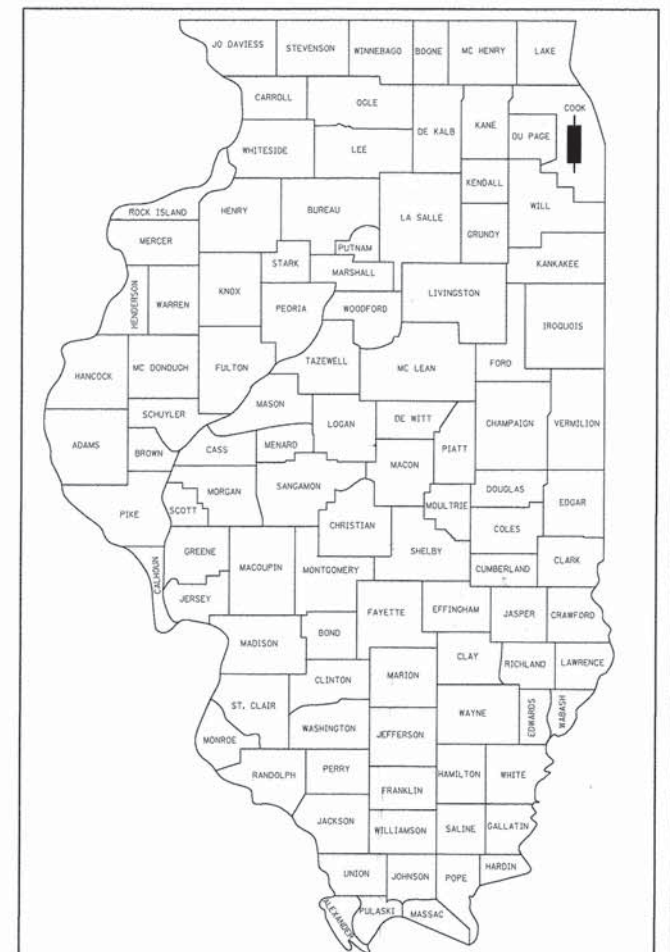 JO DAVIESS
STEVENSON
WINNEBAGO
BOONE
MC HENRY
LAKE
CARROLL
OGLE
DE KALB
KANE
COOK
DU PAGE
WHITESIDE
LEE
KENDALL
WILL
ROCK ISLAND
HENRY
BUREAU
LA SALLE
GRUNDY
MERCER
PUTNAM
STARK
MARSHALL
KANKAKEE
HENDERSON
WARREN
KNOX
PEORIA
WOODFORD
LIVINGSTON
IROQUOIS
HANCOCK
MC DONOUGH
FULTON
TAZEWELL
MC LEAN
FORD
SCHUYLER
MASON
LOGAN
DE WITT
CHAMPAIGN
VERMILION
ADAMS
BROWN
CASS
MENARD
PIATT
MACON
PIKE
SCOTT
MORGAN
SANGAMON
CHRISTIAN
MOULTRIE
DOUGLAS
EDGAR
COLES
CALHOUN
GREENE
MACOUPIN
MONTGOMERY
SHELBY
CUMBERLAND
CLARK
JERSEY
FAYETTE
EFFINGHAM
JASPER
CRAWFORD
MADISON
BOND
CLAY
RICHLAND
LAWRENCE
CLINTON
MARION
ST. CLAIR
WAYNE
EDWARDS
WABASH
MONROE
WASHINGTON
JEFFERSON
RANDOLPH
PERRY
HAMILTON
WHITE
FRANKLIN
JACKSON
WILLIAMSON
SALINE
GALLATIN
UNION
JOHNSON
POPE
HARDIN
ALEXANDER
PULASKI
MASSAC